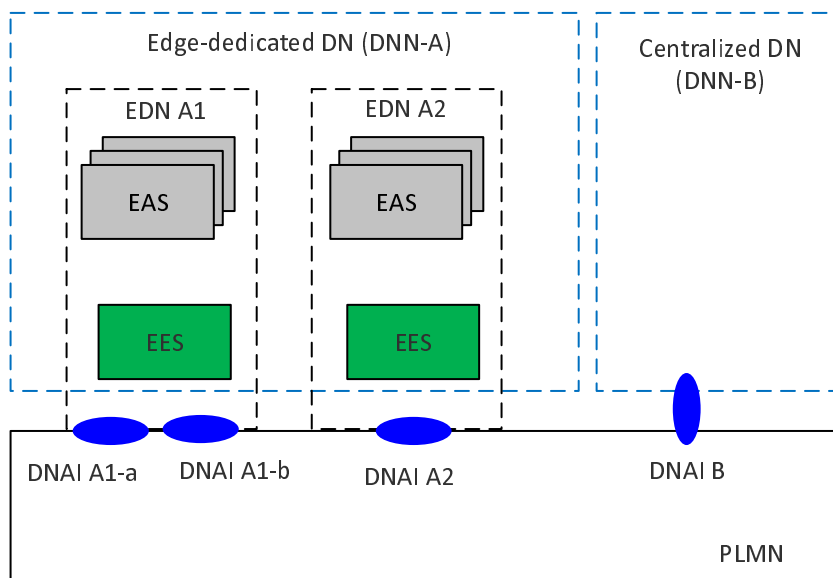 Edge-dedicated DN (DNN-A)
Centralized DN
(DNN-B)
EDN A1
EDN A2
EAS
EAS
EES
EES
DNAI A1-a
DNAI A1-b
DNAI A2
DNAI B
PLMN